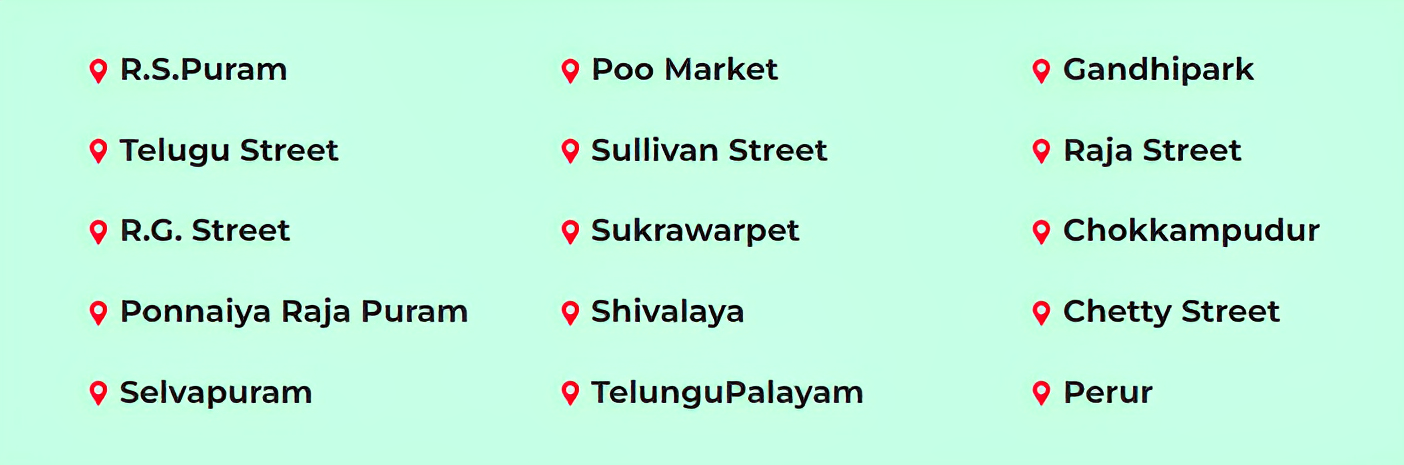 R.S.Puram
Poo Market
Gandhipark
Telugu Street
Sullivan Street
Raja Street
R.G. Street
Sukrawarpet
Chokkampudur
Ponnaiya Raja Puram
Shivalaya
Chetty Street
Selvapuram
TelunguPalayam
Perur